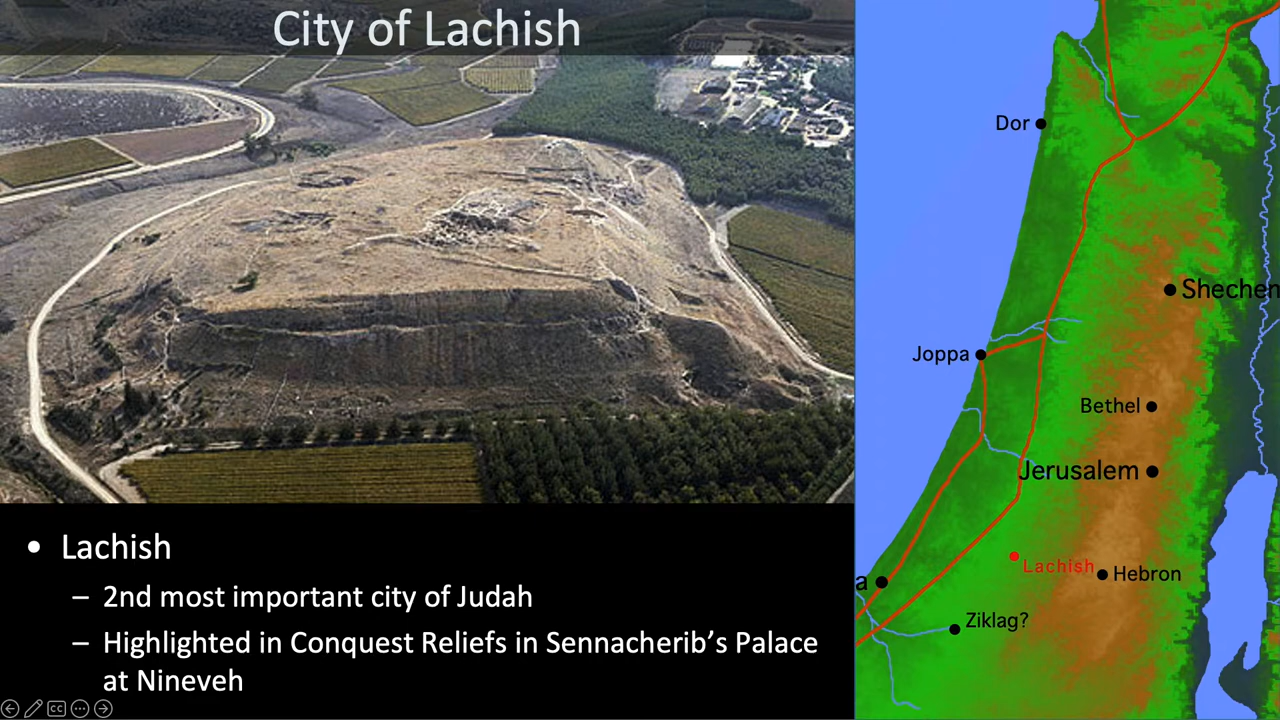 City of Lachish
Dor
Shechem
Joppa
Bethel
Jerusalem
Lachish
Hebron
a
Ziklag?
• Lachish
– 2nd most important city of Judah
– Highlighted in Conquest Reliefs in Sennacherib’s Palace
at Nineveh
CC